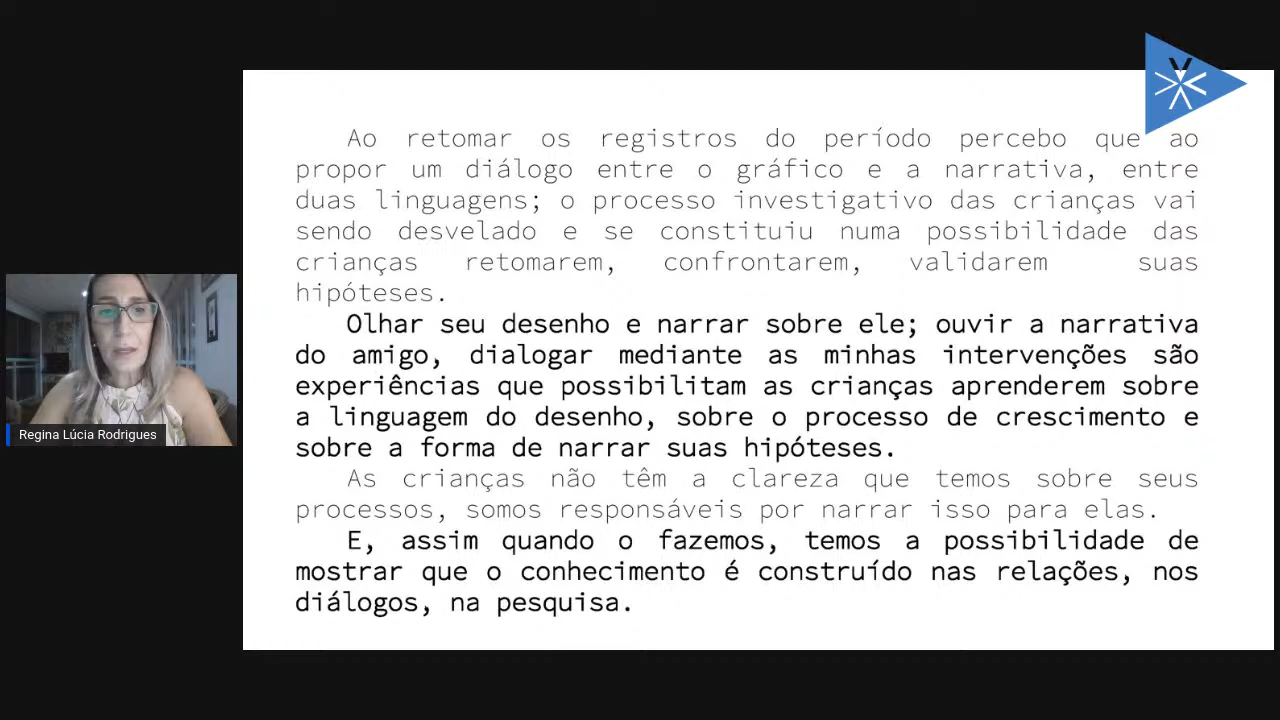 Ao retomar os registros do período percebo que ao
propor um diálogo entre o gráfico e a narrativa, entre
duas linguagens; o processo investigativo das crianças vai
sendo desvelado e se constituiu numa possibilidade das
crianças retomarem, confrontarem, validarem suas
hipóteses.
Olhar seu desenho e narrar sobre ele; ouvir a narrativa
do amigo, dialogar mediante as minhas intervenções são
experiências que possibilitam as crianças aprenderem sobre
a linguagem do desenho, sobre o processo de crescimento e
sobre a forma de narrar suas hipóteses.
As crianças não têm a clareza que temos sobre seus
processos, somos responsáveis por narrar isso para elas.
E, assim quando o fazemos, temos a possibilidade de
mostrar que o conhecimento é construído nas relações, nos
diálogos, na pesquisa.
Regina Lúcia Rodrigues